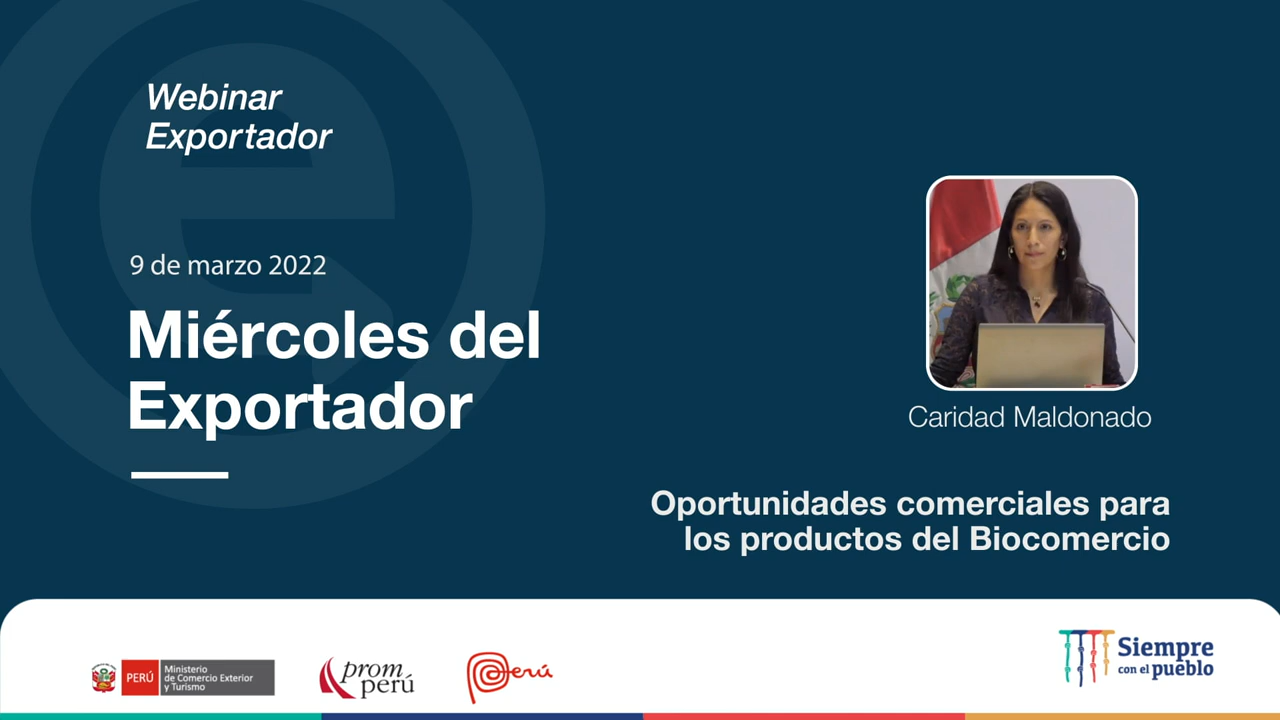 Webinar
Exportador
9 de marzo 2022
Miércoles del
Exportador
Caridad Maldonado
Oportunidades comerciales para
los productos del Biocomercio
PERÚ
Ministerio
de Comercio Exterior
y Turismo
prom
perú
Perú
Siempre
con el pueblo